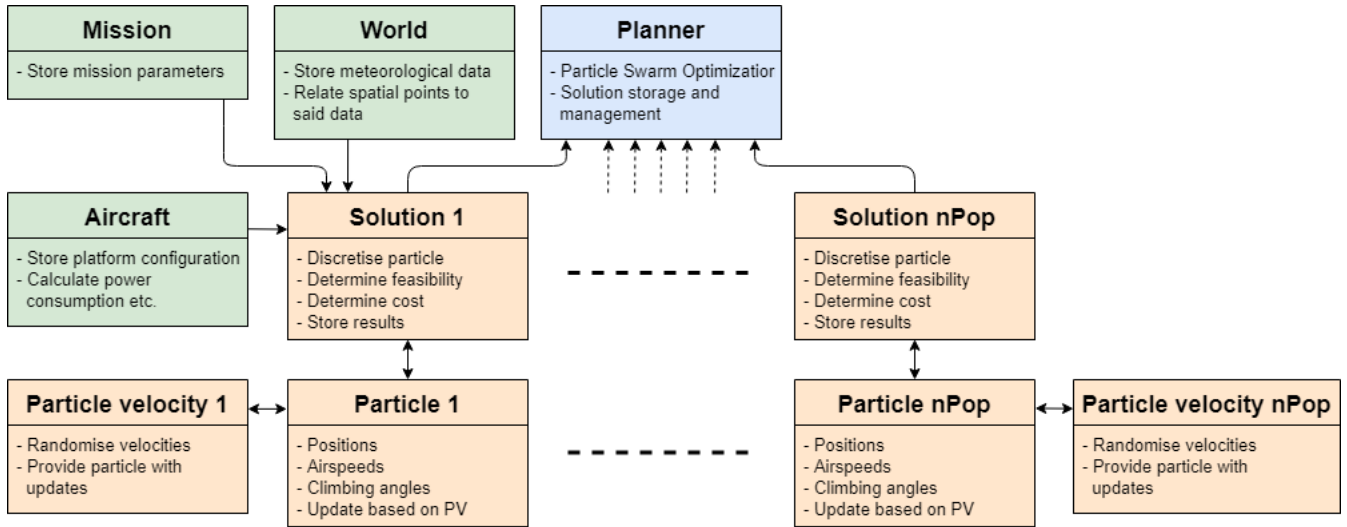 Mission
- Store mission parameters
World
- Store meteorological data
- Relate spatial points to
said data
Planner
- Particle Swarm Optimizatior
- Solution storage and
management
Aircraft
- Store platform configuration
- Calculate power
consumption etc.
Solution 1
- Discretise particle
- Determine feasibility
- Determine cost
- Store results
Solution nPop
- Discretise particle
- Determine feasibility
- Determine cost
- Store results
Particle velocity 1
- Randomise velocities
- Provide particle with
updates
Particle 1
- Positions
- Airspeeds
- Climbing angles
- Update based on PV
Particle nPop
- Positions
- Airspeeds
- Climbing angles
- Update based on PV
Particle velocity nPop
- Randomise velocities
- Provide particle with
updates